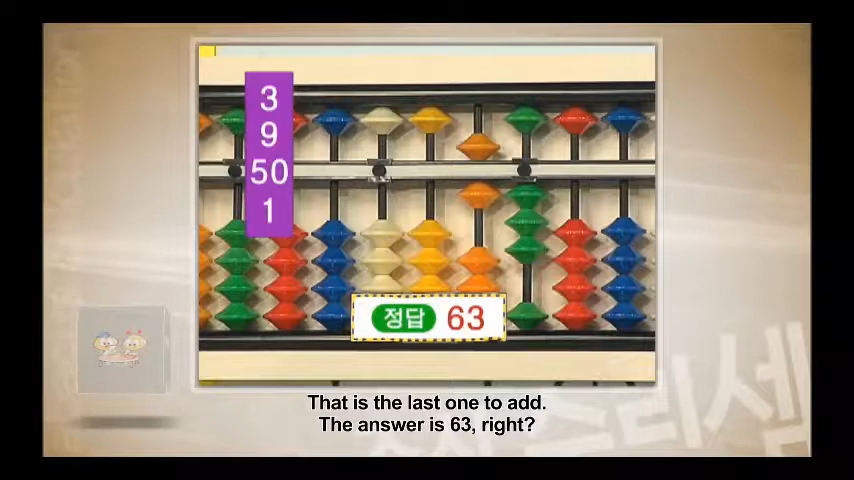 3
9
50
1
정답 63
That is the last one to add.
The answer is 63, right?